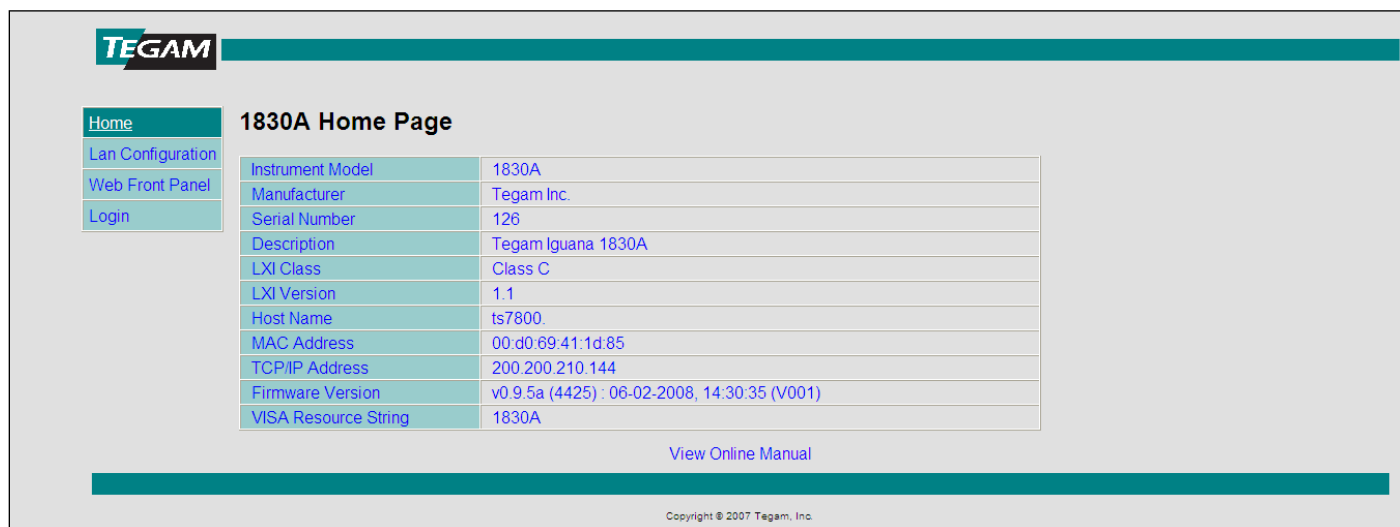 TEGAM
Home
Lan Configuration
Web Front Panel
Login
1830A Home Page
Instrument Model 1830A
Manufacturer Tegam Inc.
Serial Number 126
Description Tegam Iguana 1830A
LXI Class Class C
LXI Version 1.1
Host Name ts7800.
MAC Address 00:d0:69:41:1d:85
TCP/IP Address 200.200.210.144
Firmware Version v0.9.5a (4425) : 06-02-2008, 14:30:35 (V001)
VISA Resource String 1830A
View Online Manual
Copyright © 2007 Tegam, Inc.